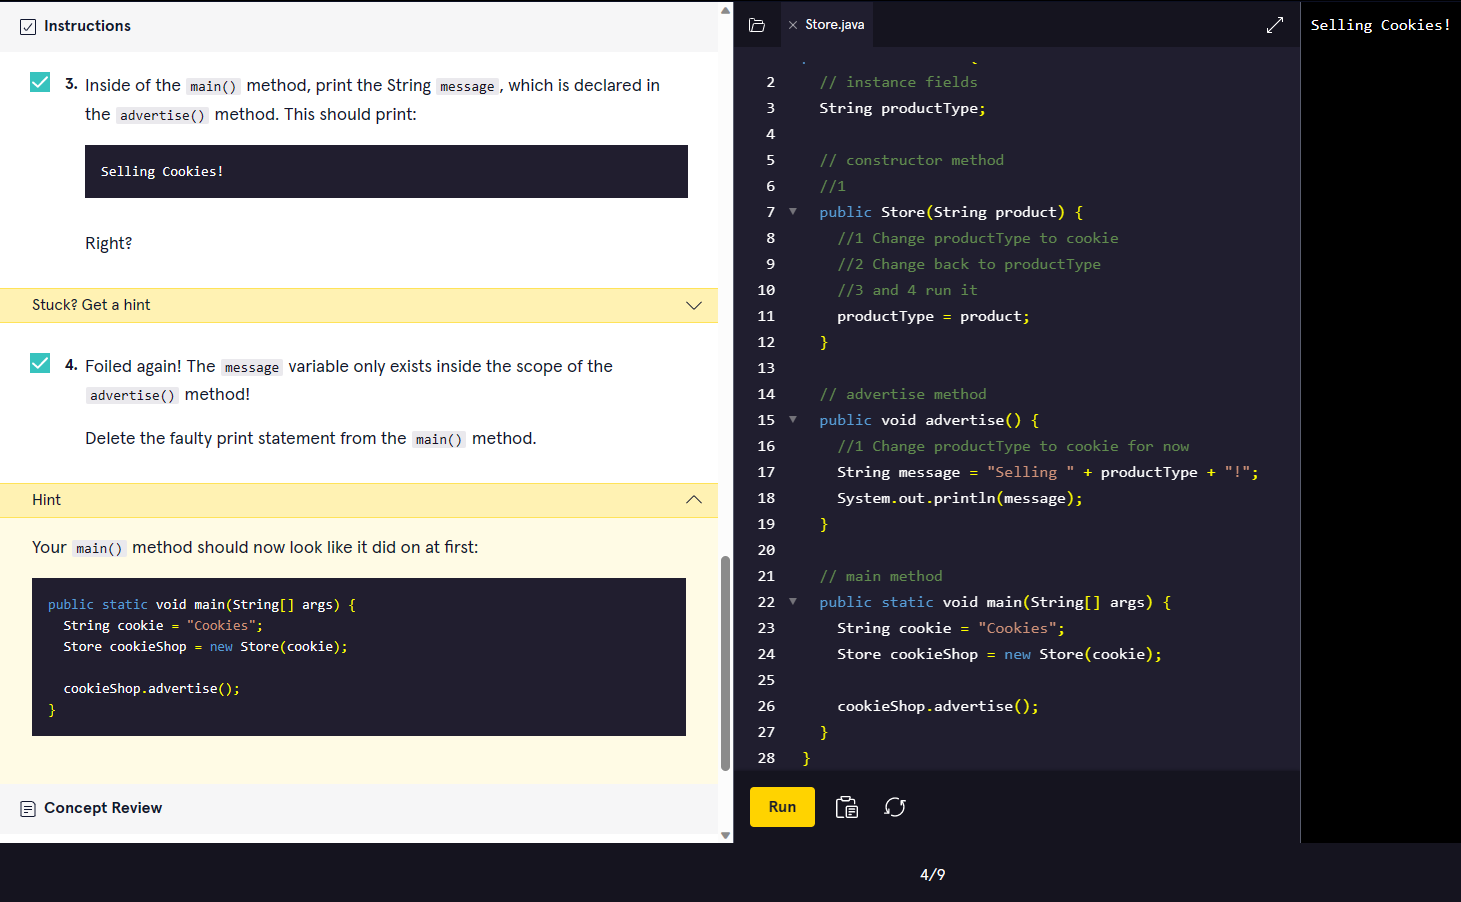 Instructions
3. Inside of the main() method, print the String message, which is declared in
the advertise() method. This should print:
Selling Cookies!
Right?
Stuck? Get a hint
4. Foiled again! The message variable only exists inside the scope of the
advertise() method!
Delete the faulty print statement from the main() method.
Hint
Your main() method should now look like it did on at first:
public static void main(String[] args) {
String cookie = "Cookies";
Store cookieShop = new Store(cookie);
cookieShop.advertise();
}
Concept Review
× Store.java
2 // instance fields
3 String productType;
4
5 // constructor method
6 //1
7 public Store(String product) {
8 //1 Change productType to cookie
9 //2 Change back to productType
10 //3 and 4 run it
11 productType = product;
12 }
13
14 // advertise method
15 public void advertise() {
16 //1 Change productType to cookie for now
17 String message = "Selling " + productType + "!";
18 System.out.println(message);
19 }
20
21 // main method
22 public static void main(String[] args) {
23 String cookie = "Cookies";
24 Store cookieShop = new Store(cookie);
25
26 cookieShop.advertise();
27 }
28 }
Run
Selling Cookies!
4/9